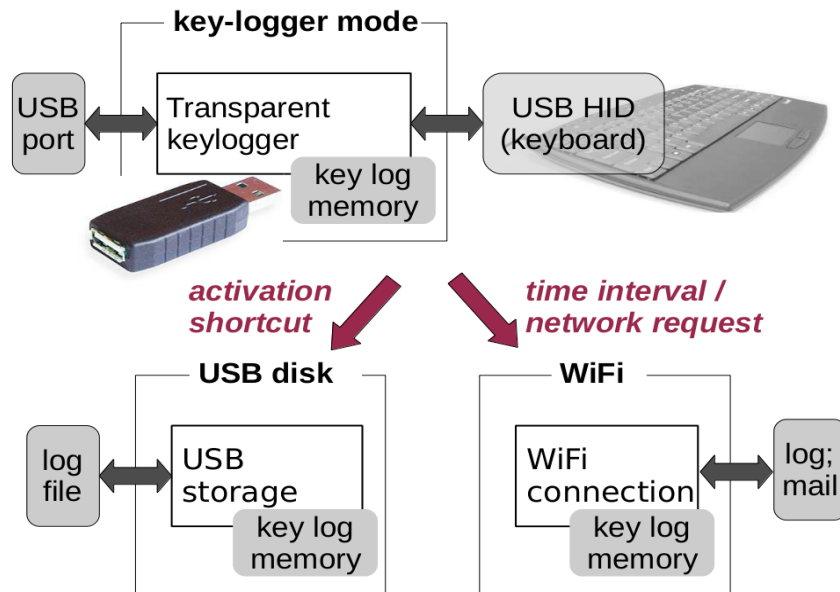 key-logger mode
USB
port
Transparent
keylogger
USB HID
(keyboard)
key log
memory
activation
shortcut
time interval /
network request
USB disk
WiFi
log
file
USB
storage
key log
memory
WiFi
connection
key log
memory
log;
mail